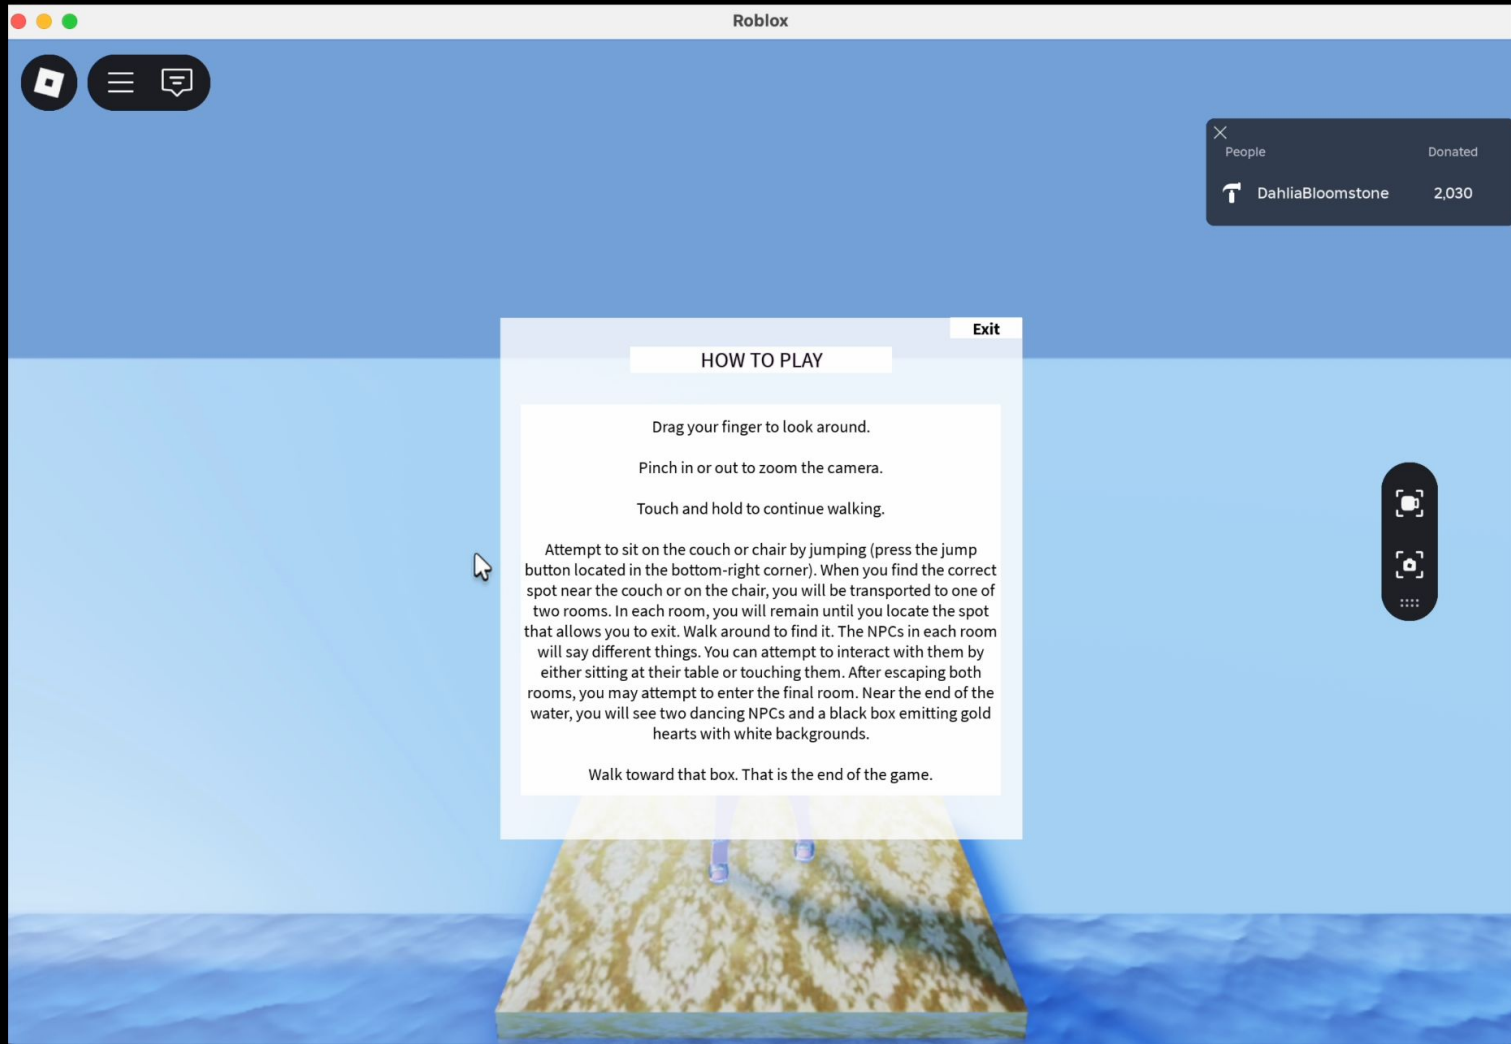 Roblox
People Donated
DahliaBloomstone 2,030
Exit
HOW TO PLAY
Drag your finger to look around.
Pinch in or out to zoom the camera.
Touch and hold to continue walking.
Attempt to sit on the couch or chair by jumping (press the jump
button located in the bottom-right corner). When you find the correct
spot near the couch or on the chair, you will be transported to one of
two rooms. In each room, you will remain until you locate the spot
that allows you to exit. Walk around to find it. The NPCs in each room
will say different things. You can attempt to interact with them by
either sitting at their table or touching them. After escaping both
rooms, you may attempt to enter the final room. Near the end of the
water, you will see two dancing NPCs and a black box emitting gold
hearts with white backgrounds.
Walk toward that box. That is the end of the game.